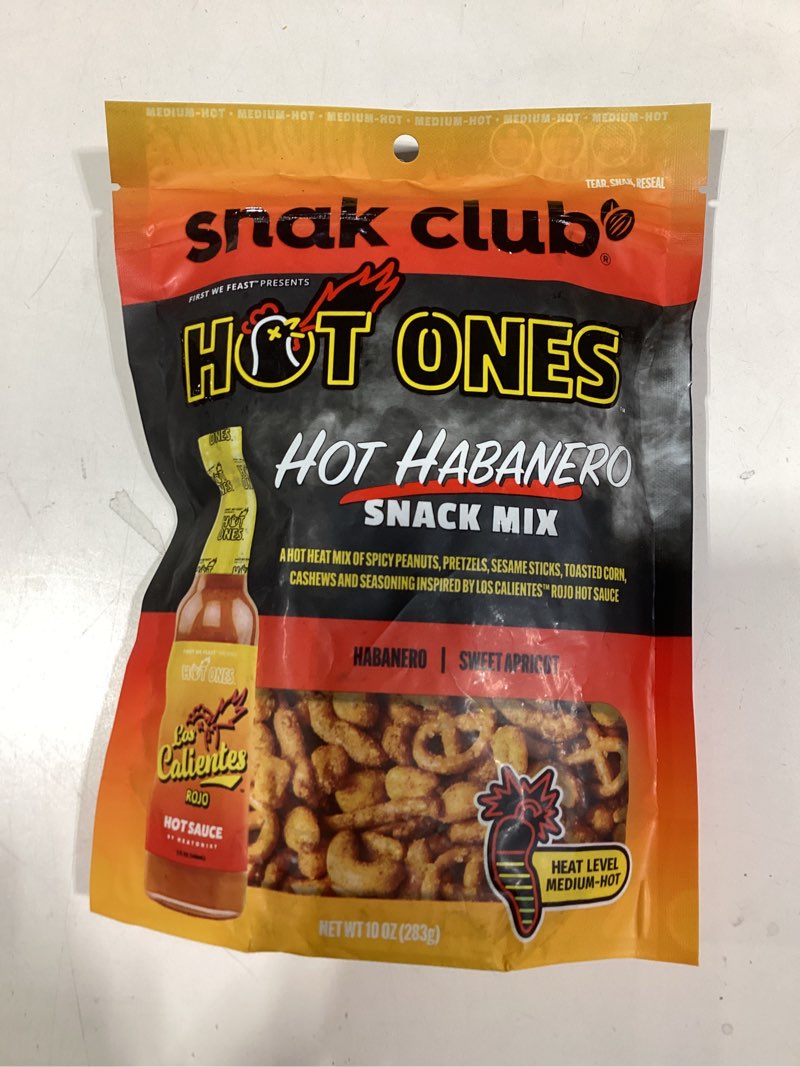 MEDIUM-HOT • MEDIUM-HOT • MEDIUM-HOT • MEDIUM-HOT • MEDIUM-HOT • MEDIUM-HOT
TEAR, SNAK, RESEAL
snak club®
FIRST WE FEAST™ PRESENTS
HOT ONES
HOT HABANERO
SNACK MIX
A HOT HEAT MIX OF SPICY PEANUTS, PRETZELS, SESAME STICKS, TOASTED CORN,
CASHEWS AND SEASONING INSPIRED BY LOS CALIENTES™ ROJO HOT SAUCE
HABANERO | SWEET APRICOT
ONES
HOT
ONES
HOT ONES
Los
Calientes
ROJO
HOT SAUCE
BY HEATONIST
HEAT LEVEL
MEDIUM-HOT
NET WT 10 OZ (283g)